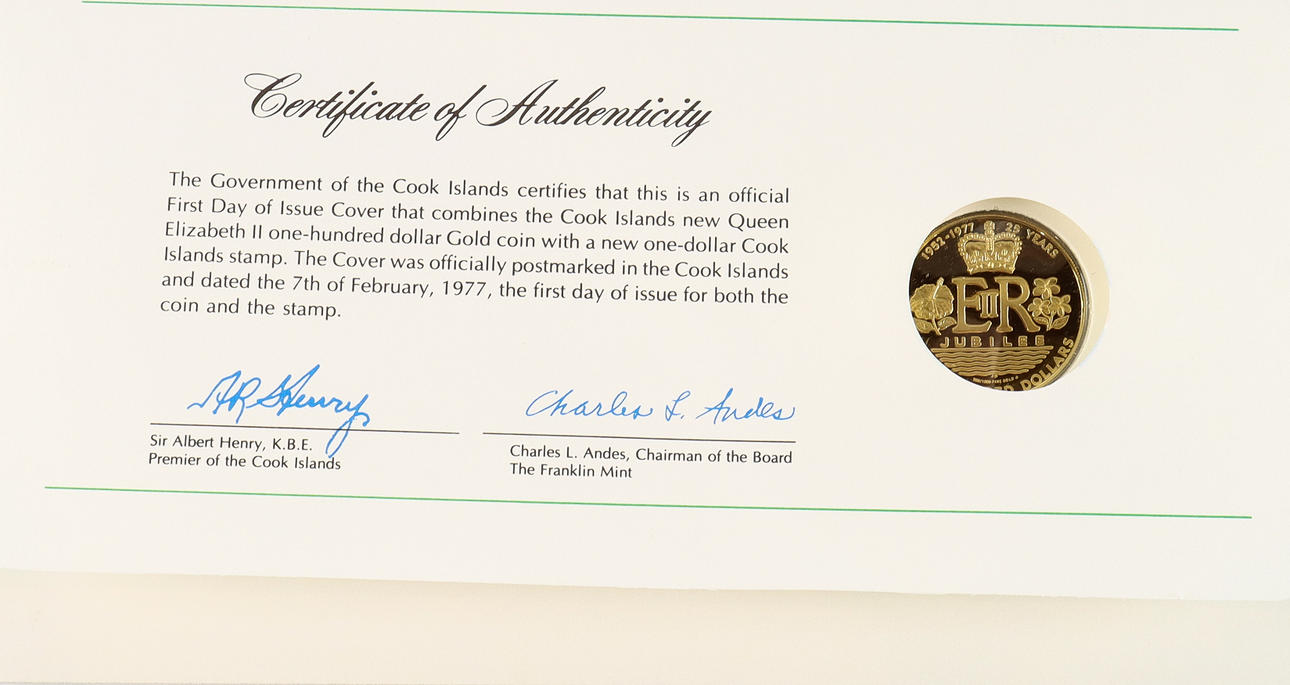 Certificate of Authenticity
The Government of the Cook Islands certifies that this is an official
First Day of Issue Cover that combines the Cook Islands new Queen
Elizabeth II one-hundred dollar Gold coin with a new one-dollar Cook
Islands stamp. The Cover was officially postmarked in the Cook Islands
and dated the 7th of February, 1977, the first day of issue for both the
coin and the stamp.
Sir Albert Henry, K.B.E.
Premier of the Cook Islands
Charles L. Andes
Charles L. Andes, Chairman of the Board
The Franklin Mint
1952-1977 25 YEARS
EIIR
JUBILEE
DOLLARS